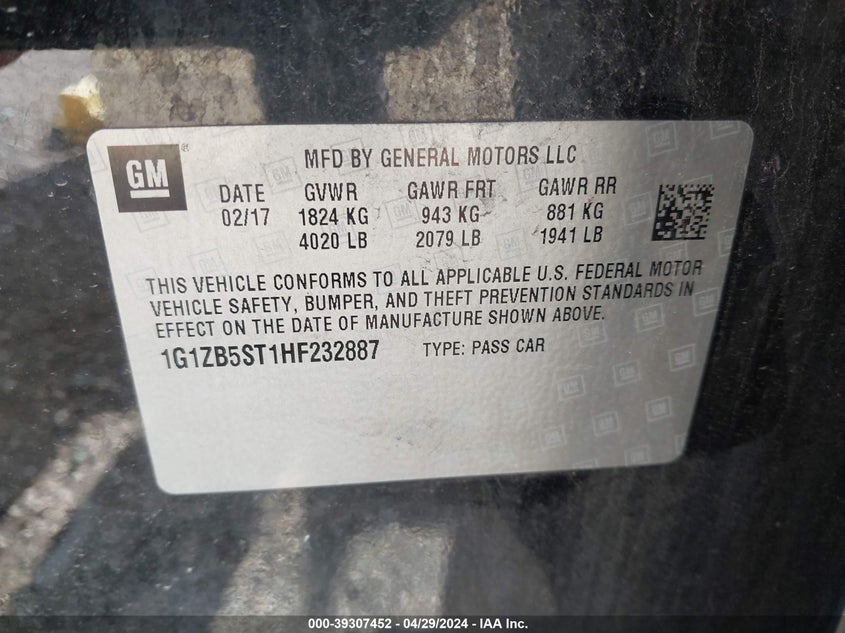 GM
MFD BY GENERAL MOTORS LLC
DATE GVWR GAWR FRT GAWR RR
02/17 1824 KG 943 KG 881 KG
4020 LB 2079 LB 1941 LB
THIS VEHICLE CONFORMS TO ALL APPLICABLE U.S. FEDERAL MOTOR
VEHICLE SAFETY, BUMPER, AND THEFT PREVENTION STANDARDS IN
EFFECT ON THE DATE OF MANUFACTURE SHOWN ABOVE.
1G1ZB5ST1HF232887 TYPE: PASS CAR
000-39307452 - 04/29/2024 - IAA Inc.